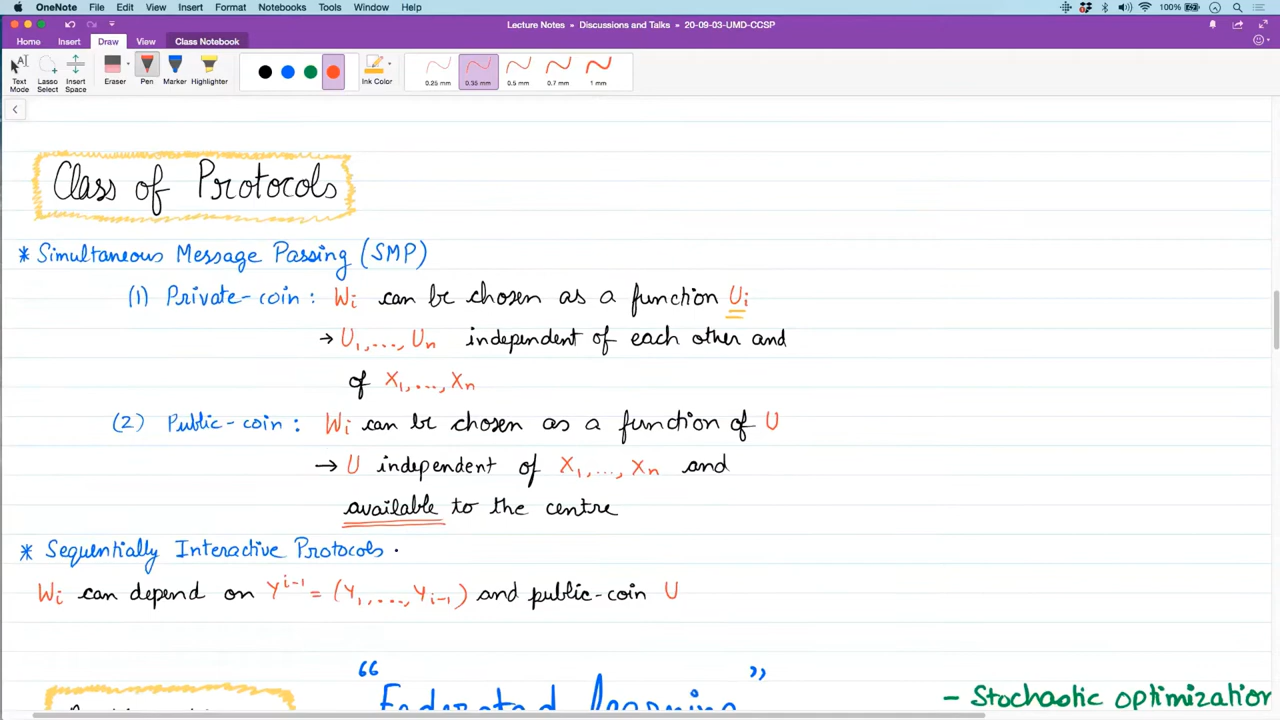 OneNote File Edit View Insert Format Notebooks Tools Window Help 100%
Lecture Notes » Discussions and Talks » 20-09-03-UMD-CCSP
Home Insert Draw View Class Notebook
Text Mode Lasso Select Insert Space Eraser Pen Marker Highlighter Ink Color 0.25 mm 0.35 mm 0.5 mm 0.7 mm 1 mm
Class of Protocols
* Simultaneous Message Passing (SMP)
(1) Private-coin : Wi can be chosen as a function Ui
→ U1, ..., Un independent of each other and
of X1, ..., Xn
(2) Public-coin : Wi can be chosen as a function of U
→ U independent of X1, ..., Xn and
available to the centre
* Sequentially Interactive Protocols .
Wi can depend on Y^{i-1} = (Y1, ..., Yi-1) and public-coin U
"Federated learning"
- Stochastic optimization